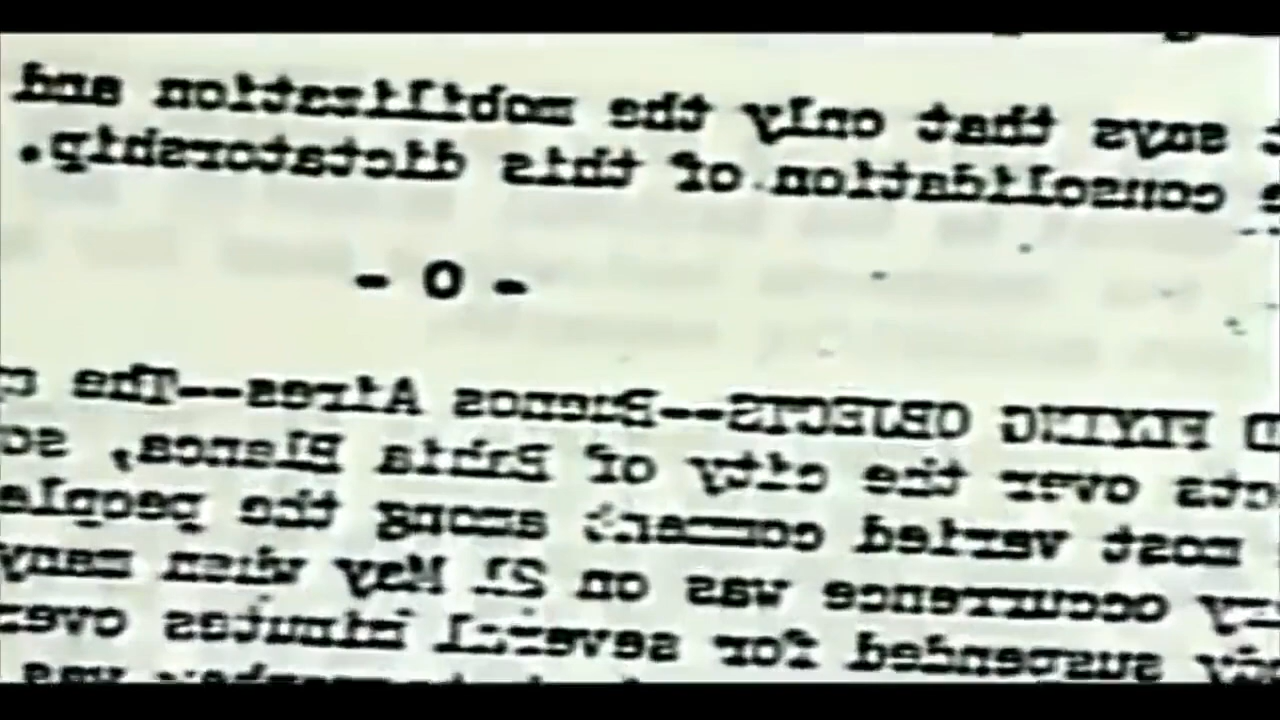 says that only the mobilization and
consolidation of this dictatorship.
- 0 -
FLYING OBJECTS--Buenos Aires--The
over the city of Bahia Blanca,
most varied comment among the people
occurrence was on 21 May when many
suspended for several minutes over